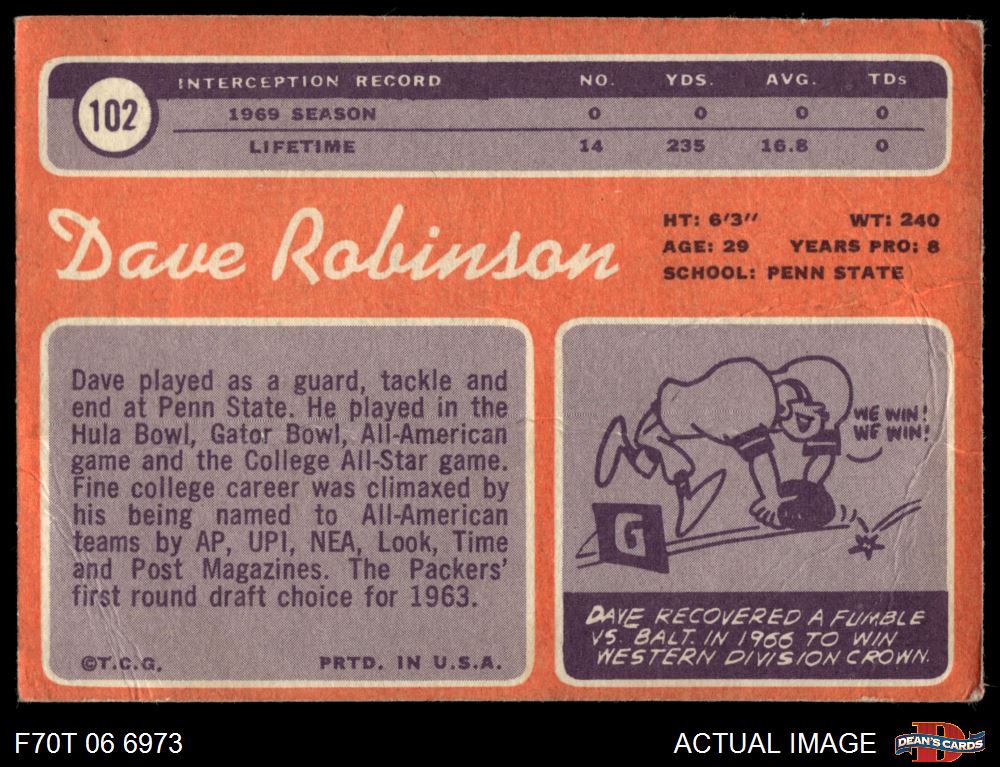 102
INTERCEPTION RECORD NO. YDS. AVG. TDs
1969 SEASON 0 0 0 0
LIFETIME 14 235 16.8 0
Dave Robinson
HT: 6'3" WT: 240
AGE: 29 YEARS PRO: 8
SCHOOL: PENN STATE
Dave played as a guard, tackle and
end at Penn State. He played in the
Hula Bowl, Gator Bowl, All-American
game and the College All-Star game.
Fine college career was climaxed by
his being named to All-American
teams by AP, UPI, NEA, Look, Time
and Post Magazines. The Packers'
first round draft choice for 1963.
©T.C.G. PRTD. IN U.S.A.
WE WIN!
WE WIN!
G
DAVE RECOVERED A FUMBLE
VS. BALT. IN 1966 TO WIN
WESTERN DIVISION CROWN.
F70T 06 6973
ACTUAL IMAGE
D
DEAN'S CARDS